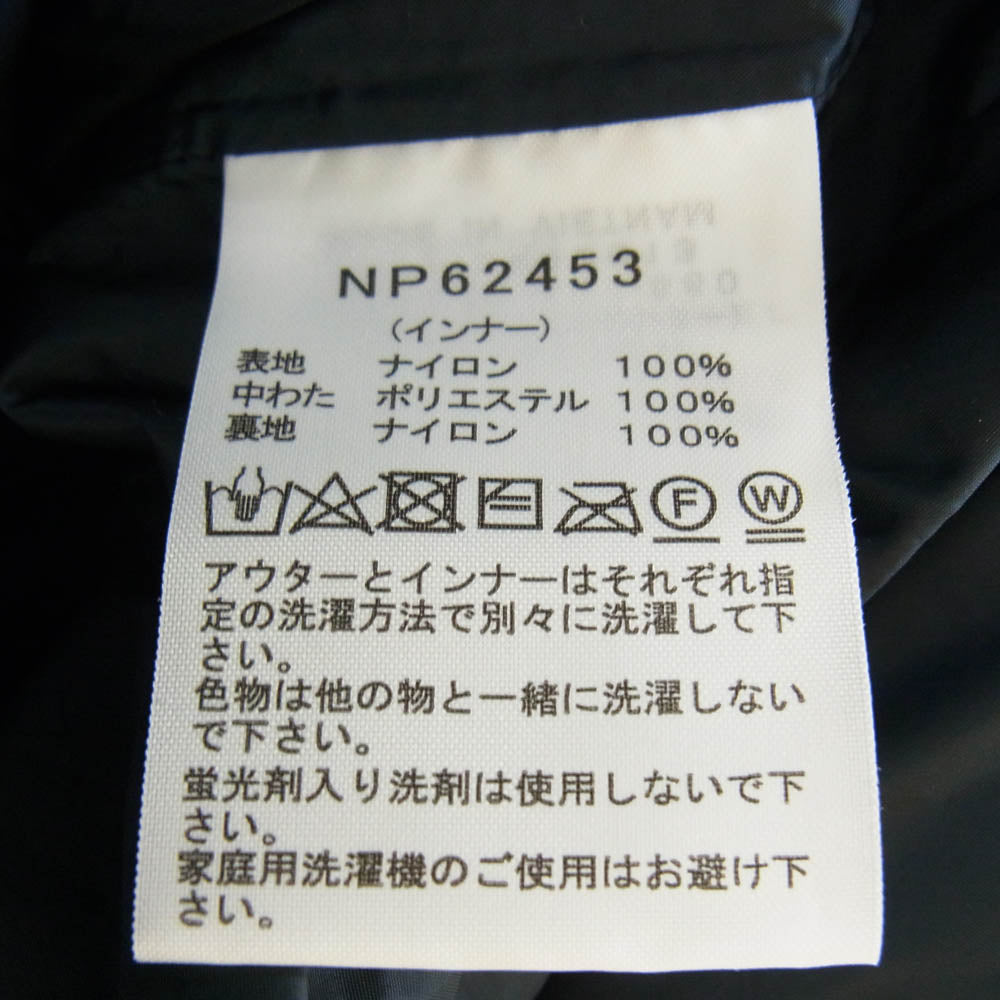 NP62453
(インナー)
表地 ナイロン 100%
中わた ポリエステル 100%
裏地 ナイロン 100%
F W
アウターとインナーはそれぞれ指
定の洗濯方法で別々に洗濯して下
さい。
色物は他の物と一緒に洗濯しない
で下さい。
蛍光剤入り洗剤は使用しないで下
さい。
家庭用洗濯機のご使用はお避け下
さい。